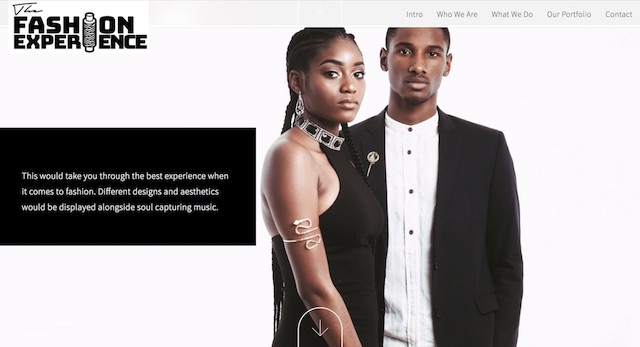 The
FASHION
EXPERIENCE
Intro Who We Are What We Do Our Portfolio Contact
This would take you through the best experience when
it comes to fashion. Different designs and aesthetics
would be displayed alongside soul capturing music.